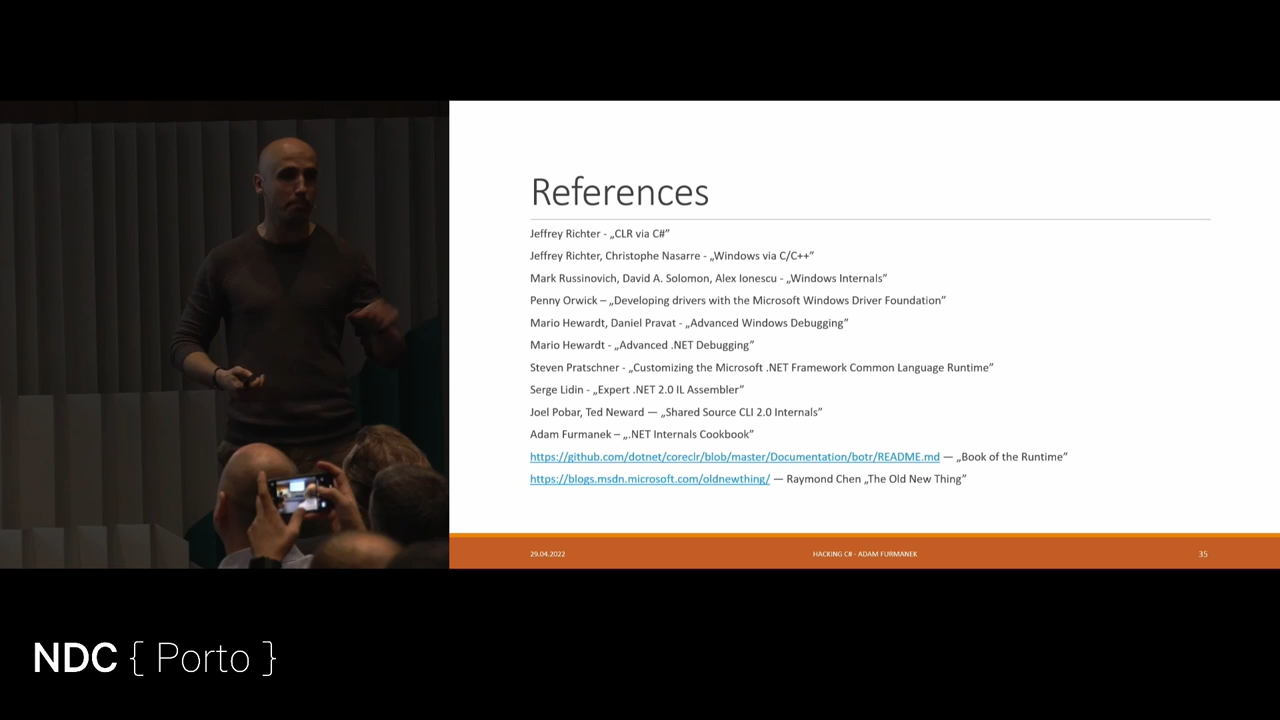 References
Jeffrey Richter - „CLR via C#”
Jeffrey Richter, Christophe Nasarre - „Windows via C/C++”
Mark Russinovich, David A. Solomon, Alex Ionescu - „Windows Internals”
Penny Orwick – „Developing drivers with the Microsoft Windows Driver Foundation”
Mario Hewardt, Daniel Pravat - „Advanced Windows Debugging”
Mario Hewardt - „Advanced .NET Debugging”
Steven Pratschner - „Customizing the Microsoft .NET Framework Common Language Runtime”
Serge Lidin - „Expert .NET 2.0 IL Assembler”
Joel Pobar, Ted Neward — „Shared Source CLI 2.0 Internals”
Adam Furmanek – „.NET Internals Cookbook”
https://github.com/dotnet/coreclr/blob/master/Documentation/botr/README.md — „Book of the Runtime”
https://blogs.msdn.microsoft.com/oldnewthing/ — Raymond Chen „The Old New Thing”
29.04.2022 HACKING C# - ADAM FURMANEK 35
NDC { Porto }